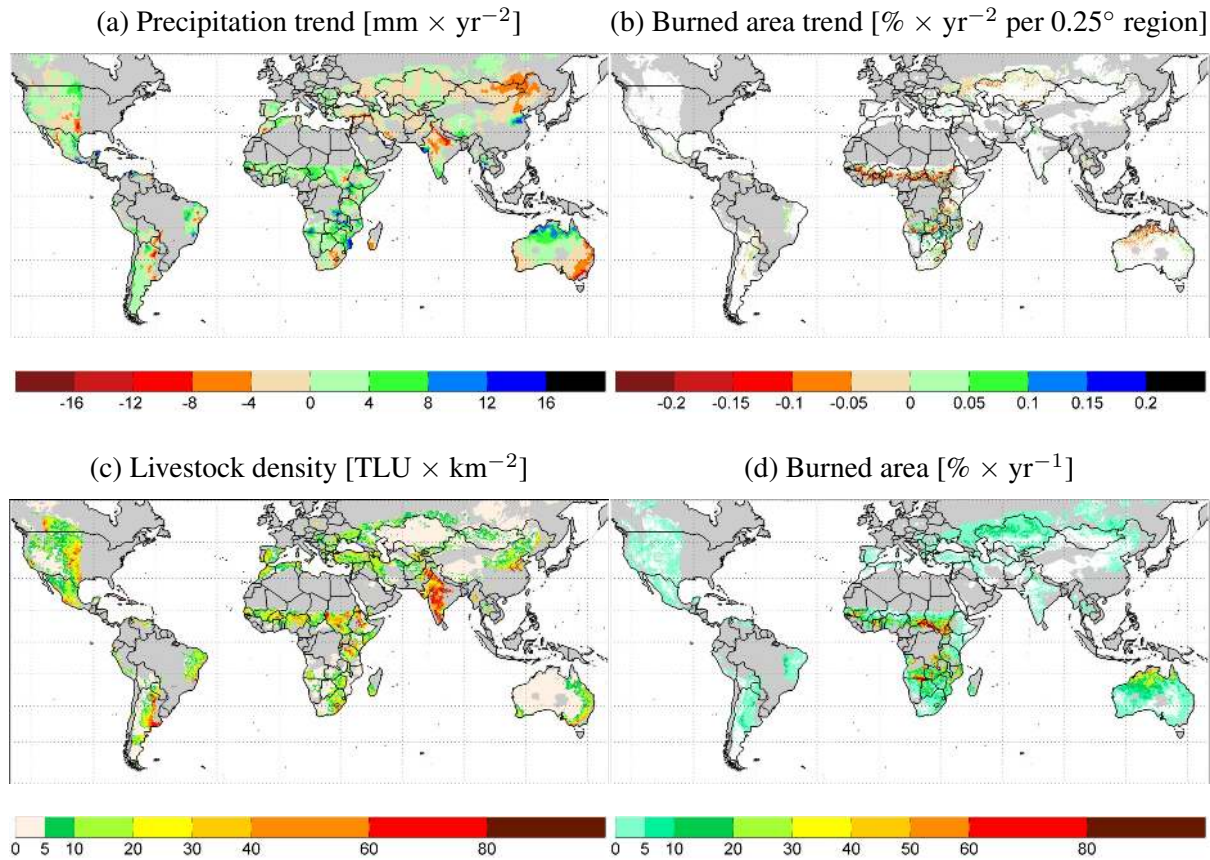 (a) Precipitation trend [mm × yr⁻²]
(b) Burned area trend [% × yr⁻² per 0.25° region]
-16 -12 -8 -4 0 4 8 12 16
-0.2 -0.15 -0.1 -0.05 0 0.05 0.1 0.15 0.2
(c) Livestock density [TLU × km⁻²]
(d) Burned area [% × yr⁻¹]
0 5 10 20 30 40 60 80
0 5 10 20 30 40 60 80